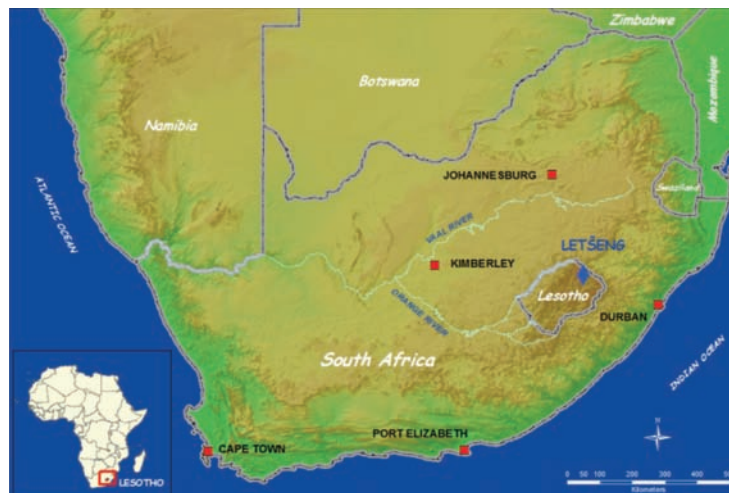 Zimbabwe
Botswana
Mozambique
Namibia
JOHANNESBURG
Swaziland
ATLANTIC OCEAN
VAAL RIVER
LETŠENG
KIMBERLEY
Lesotho
ORANGE RIVER
DURBAN
South Africa
INDIAN OCEAN
N
PORT ELIZABETH
CAPE TOWN
LESOTHO
0 50 100 200 300 400
Kilometers